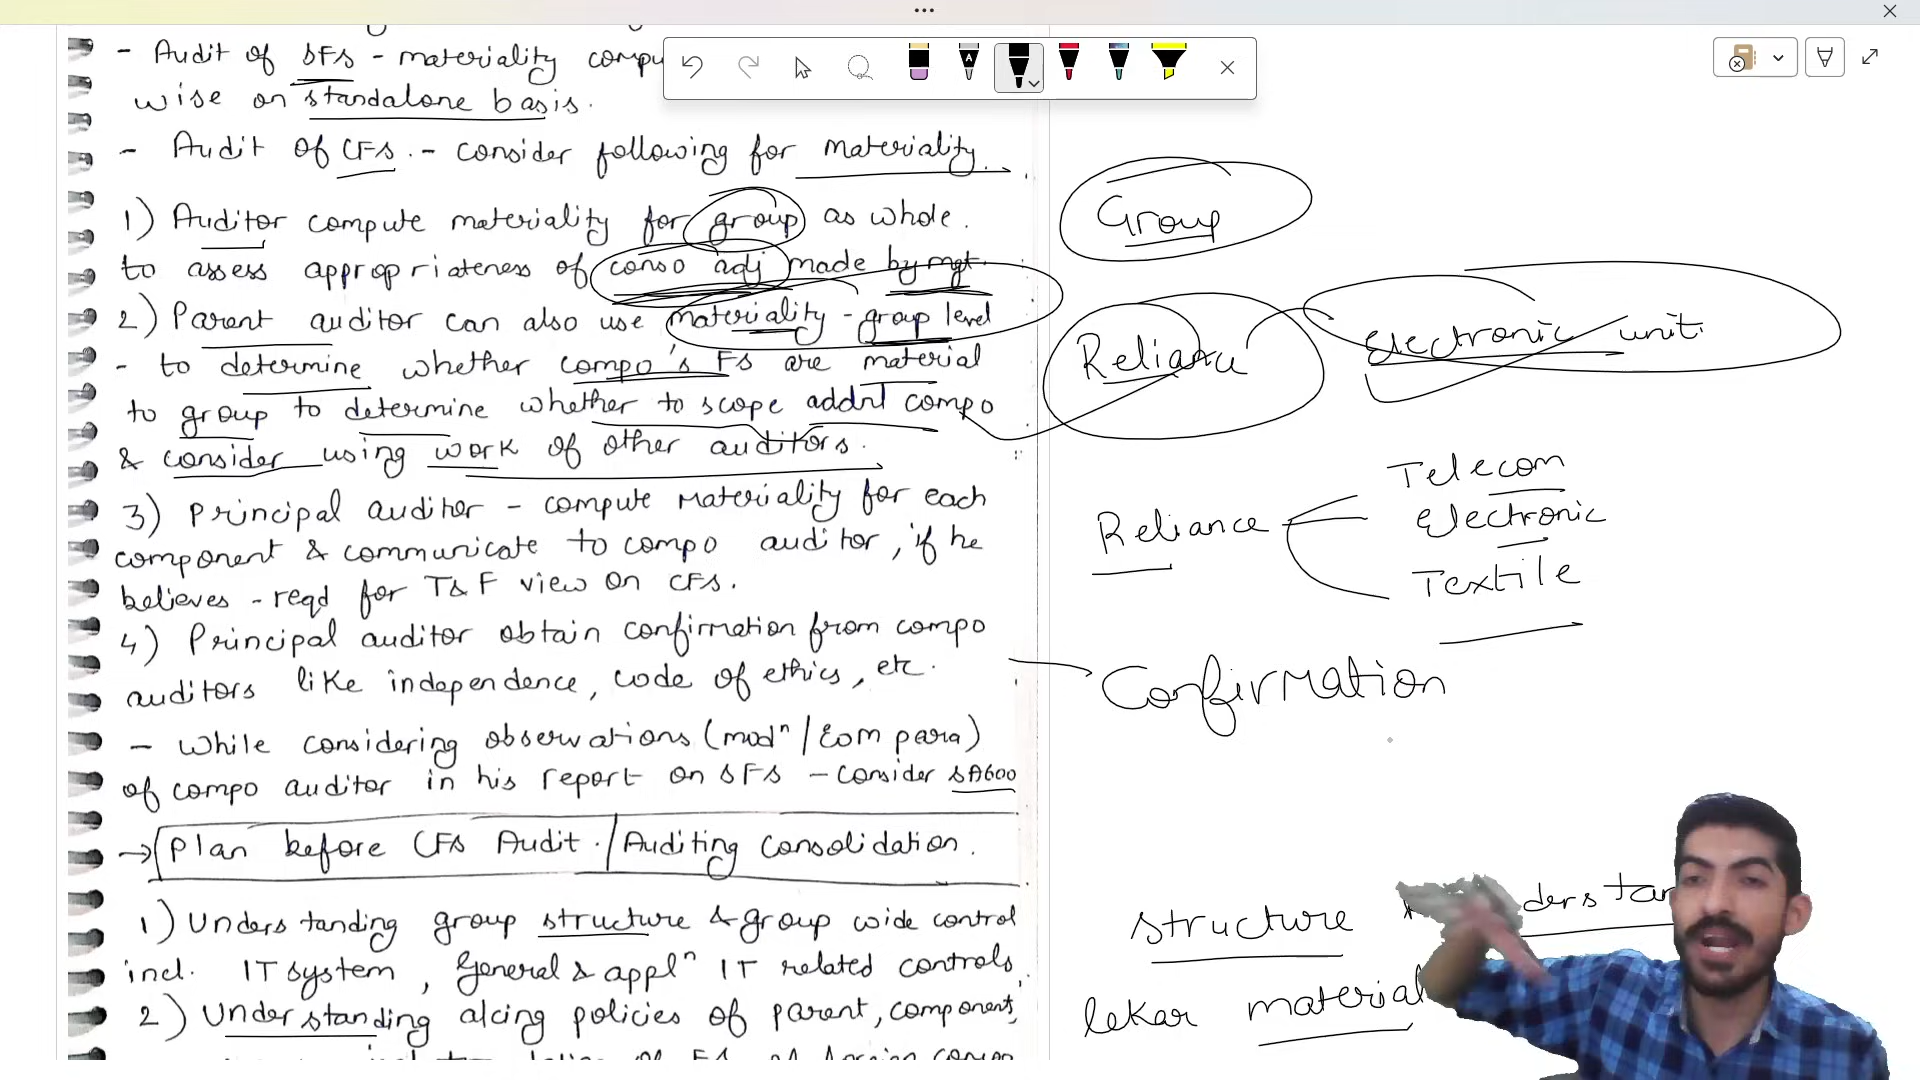 - Audit of SFS - materiality compu
wise on standalone basis.
- Audit of CFS. - consider following for materiality.
1) Auditor compute materiality for group as whole.
to assess appropriateness of conso adj made by mgt.
2) Parent auditor can also use materiality - group level
- to determine whether compo's FS are material
to group to determine whether to scope addnl compo
& consider using work of other auditors.
3) Principal auditor - compute materiality for each
component & communicate to compo auditor, if he
believes - reqd for T&F view on CFS.
4) Principal auditor obtain confirmation from compo
auditors like independence, code of ethics, etc.
- While considering observations (modⁿ/EOM para)
of compo auditor in his report on SFS - consider SA600
→ Plan before CFS Audit. / Auditing Consolidation.
1) Understanding group structure & group wide control
incl. IT system, General & applⁿ IT related controls.
2) Understanding alcing policies of parent, component,
Group
Reliance
Electronic unit
Reliance
Telecom
Electronic
Textile
Confirmation
structure
lekar material
A